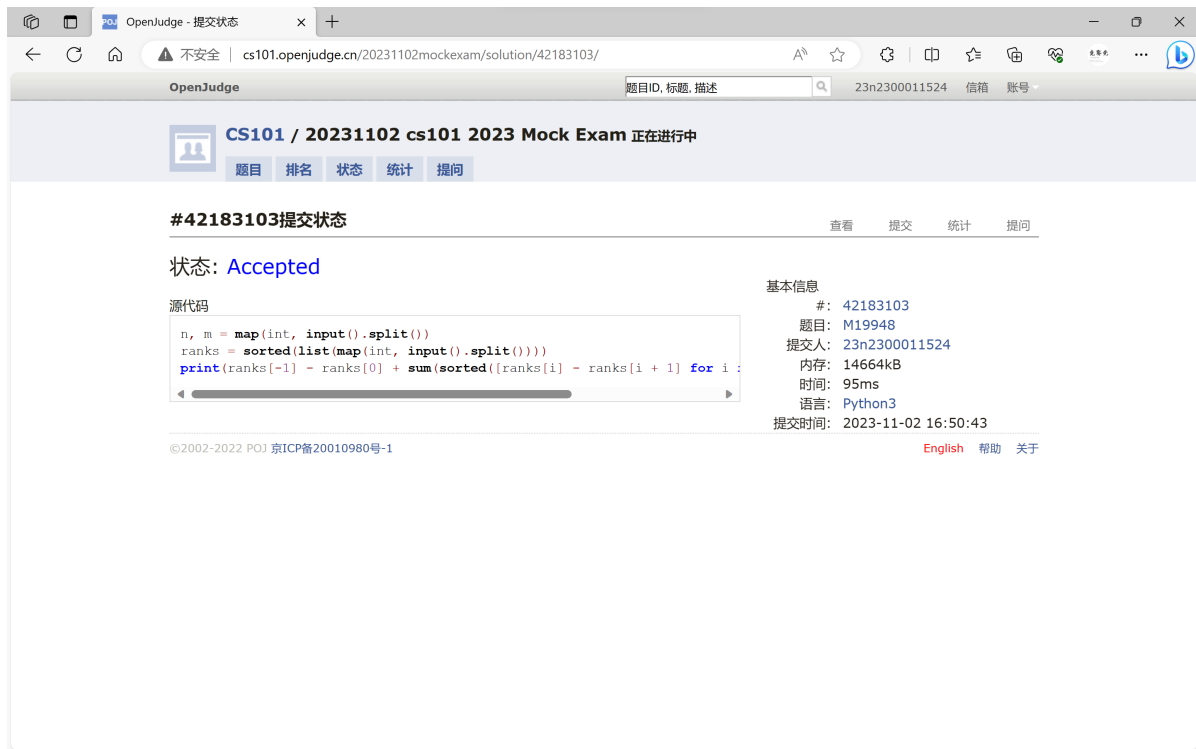 OpenJudge - 提交状态
不安全 | cs101.openjudge.cn/20231102mockexam/solution/42183103/
OpenJudge 题目ID, 标题, 描述 23n2300011524 信箱 账号
CS101 / 20231102 cs101 2023 Mock Exam 正在进行中
题目 排名 状态 统计 提问
#42183103提交状态 查看 提交 统计 提问
状态: Accepted
源代码
n, m = map(int, input().split())
ranks = sorted(list(map(int, input().split())))
print(ranks[-1] - ranks[0] + sum(sorted([ranks[i] - ranks[i + 1] for i
基本信息
#: 42183103
题目: M19948
提交人: 23n2300011524
内存: 14664kB
时间: 95ms
语言: Python3
提交时间: 2023-11-02 16:50:43
©2002-2022 POJ 京ICP备20010980号-1 English 帮助 关于